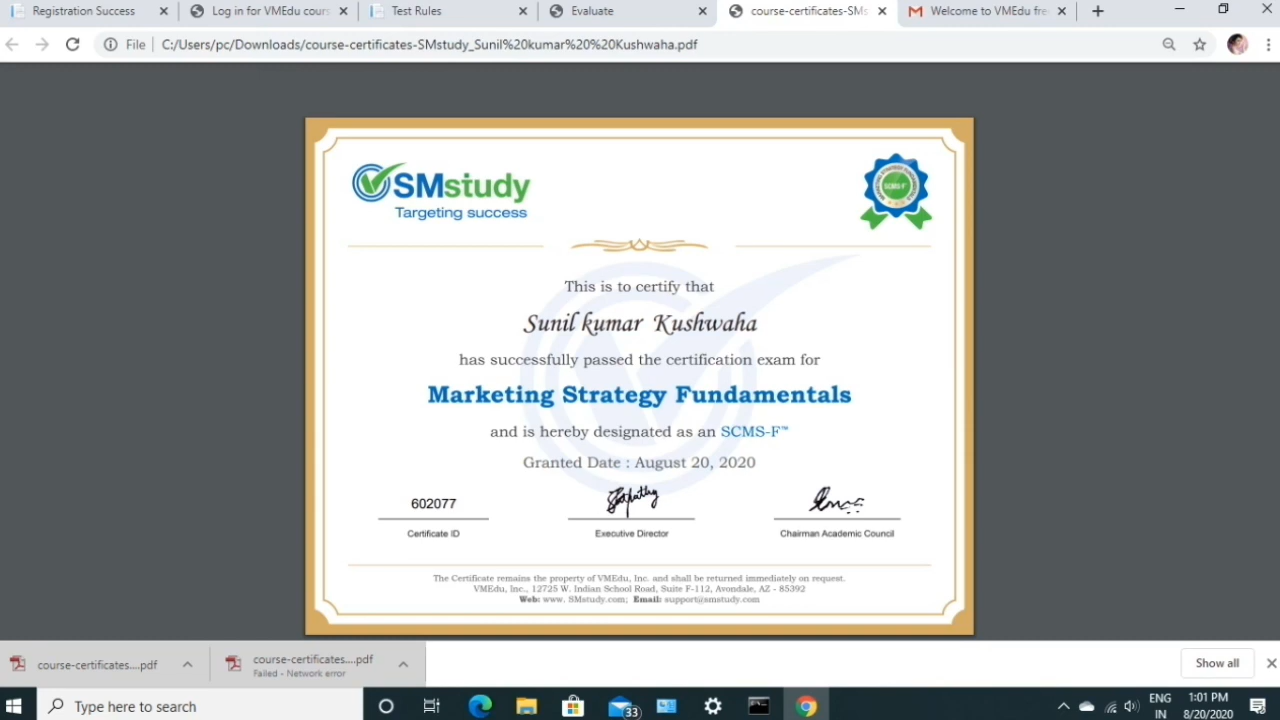 Registration Success
Log in for VMEdu cours
Test Rules
Evaluate
course-certificates-SMs
Welcome to VMEdu fre
File
C:/Users/pc/Downloads/course-certificates-SMstudy_Sunil%20kumar%20%20Kushwaha.pdf
SMstudy
Targeting success
SCMS-F
This is to certify that
Sunil kumar Kushwaha
has successfully passed the certification exam for
Marketing Strategy Fundamentals
and is hereby designated as an SCMS-F™
Granted Date : August 20, 2020
602077
Certificate ID
Executive Director
Chairman Academic Council
The Certificate remains the property of VMEdu, Inc. and shall be returned immediately on request.
VMEdu, Inc., 12725 W. Indian School Road, Suite F-112, Avondale, AZ - 85392
Web: www. SMstudy.com; Email: support@smstudy.com
course-certificates....pdf
course-certificates....pdf
Failed - Network error
Show all
Type here to search
33
ENG
IN
1:01 PM
8/20/2020